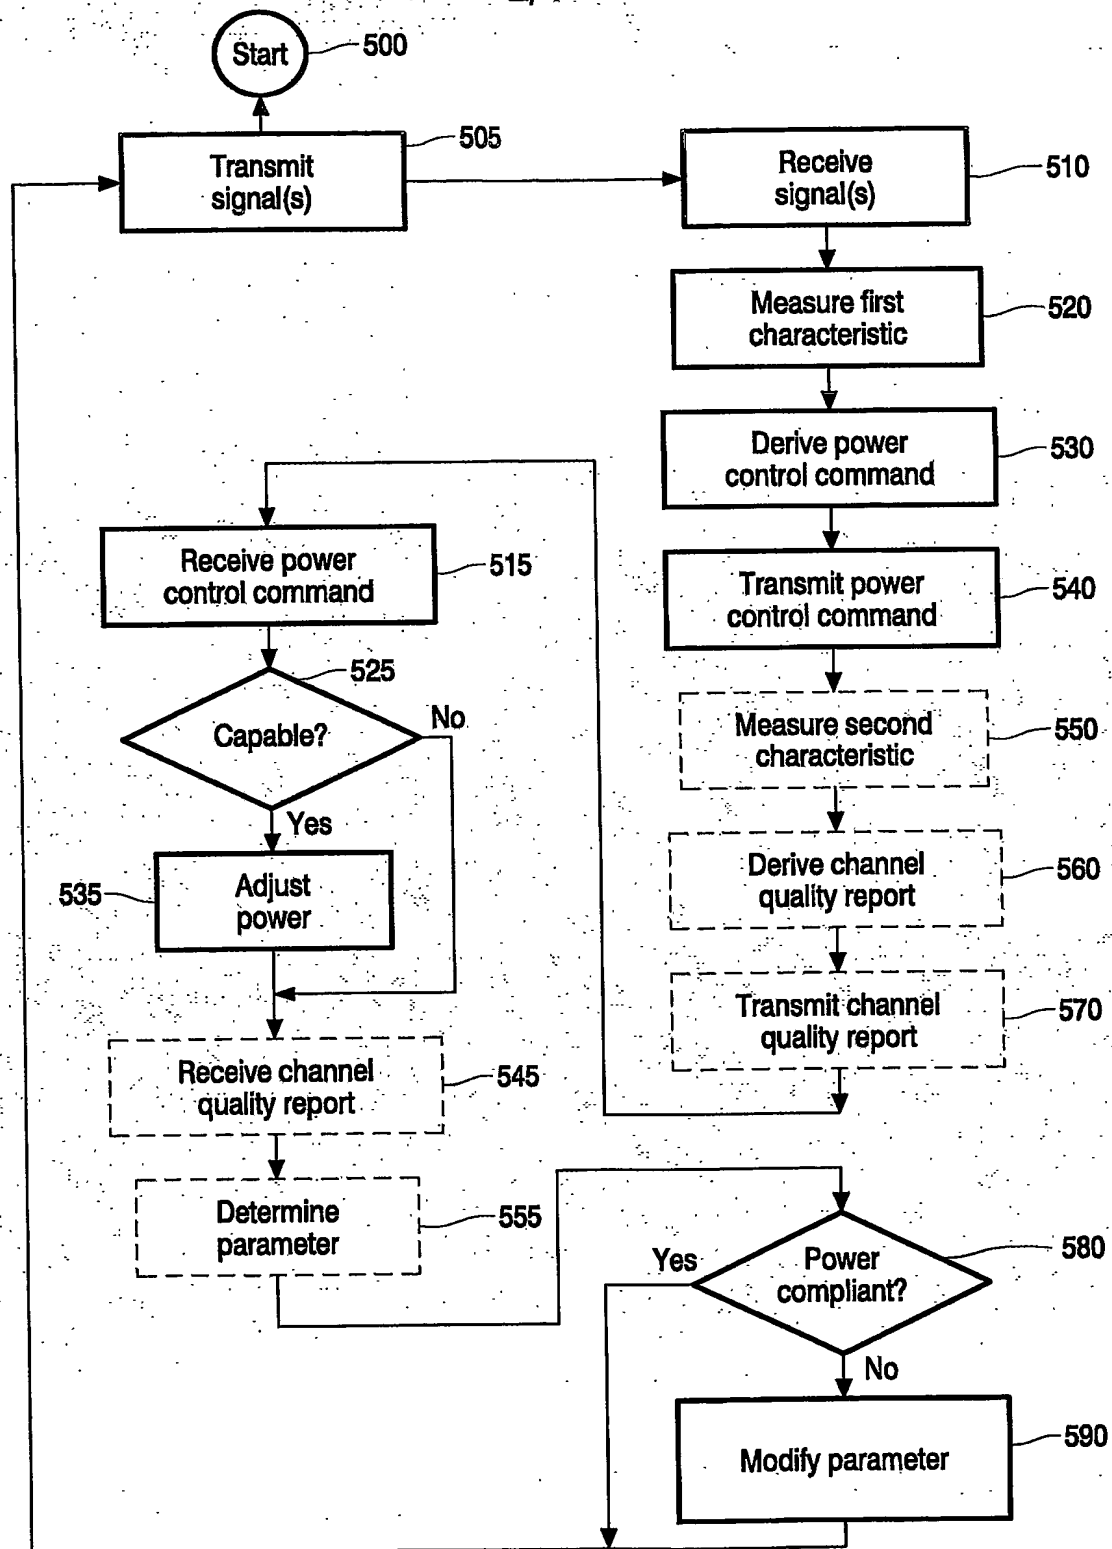 Start
500
Transmit
signal(s)
505
Receive
signal(s)
510
Measure first
characteristic
520
Derive power
control command
530
Receive power
control command
515
Transmit power
control command
540
525
Capable?
No
Yes
Measure second
characteristic
550
535
Adjust
power
Derive channel
quality report
560
Transmit channel
quality report
570
Receive channel
quality report
545
Determine
parameter
555
Power
compliant?
580
Yes
No
Modify parameter
590